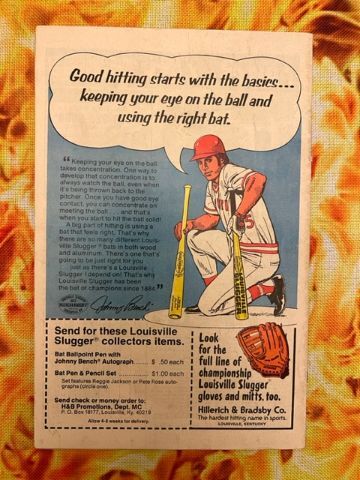 Good hitting starts with the basics...
keeping your eye on the ball and
using the right bat.
"Keeping your eye on the ball
takes concentration. One way to
develop that concentration is to
always watch the ball, even when
it's being thrown back to the
pitcher. Once you have good eye
contact, you can concentrate on
meeting the ball . . . and that's
when you start to hit the ball solid!
A big part of hitting is using a
bat that feels right. That's why
there are so many different Louis-
ville Slugger® bats in both wood
and aluminum. There's one that's
going to be just right for you
just as there's a Louisville
Slugger I depend on! That's why
Louisville Slugger has been
the bat of champions since 1884."
Johnny Bench
Send for these Louisville
Slugger® collectors items.
Bat Ballpoint Pen with
Johnny Bench® Autograph..... $ .50 each
Bat Pen & Pencil Set ........... $1.00 each
Set features Reggie Jackson or Pete Rose auto-
graphs (circle one).
Send check or money order to:
H&B Promotions, Dept. MC
P. O. Box 18177, Louisville, Ky. 40218
Allow 4-6 weeks for delivery.
Look
for the
full line of
championship
Louisville Slugger®
gloves and mitts, too.
Hillerich & Bradsby Co.
The hardest hitting name in sports.
LOUISVILLE, KENTUCKY